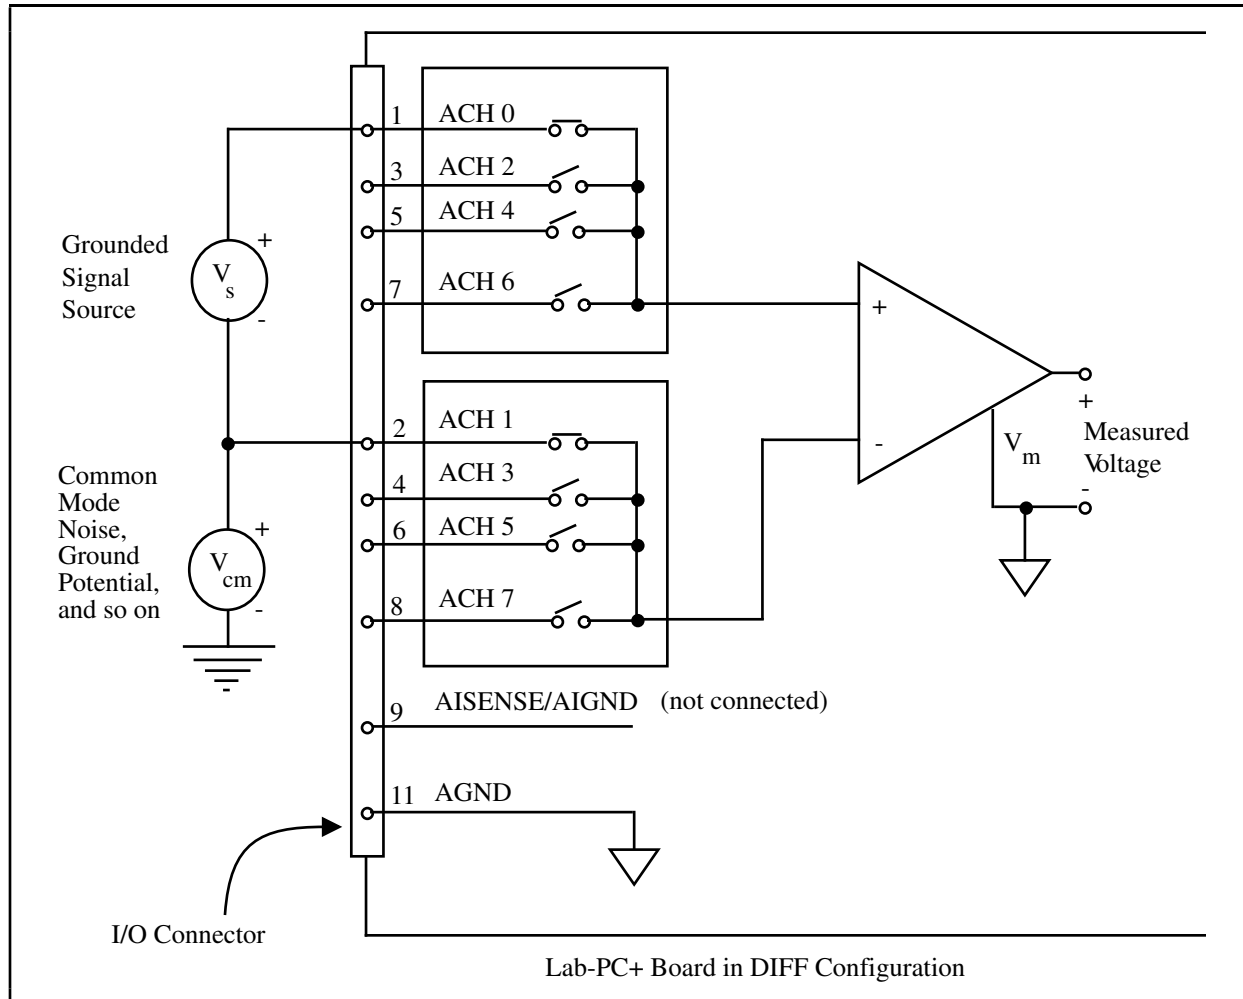 1 ACH 0
3 ACH 2
5 ACH 4
7 ACH 6
Grounded
Signal
Source
+
V
s
-
+
-
2 ACH 1
4 ACH 3
6 ACH 5
8 ACH 7
+
V
m
-
Measured
Voltage
Common
Mode
Noise,
Ground
Potential,
and so on
+
V
cm
-
9 AISENSE/AIGND (not connected)
11 AGND
I/O Connector
Lab-PC+ Board in DIFF Configuration